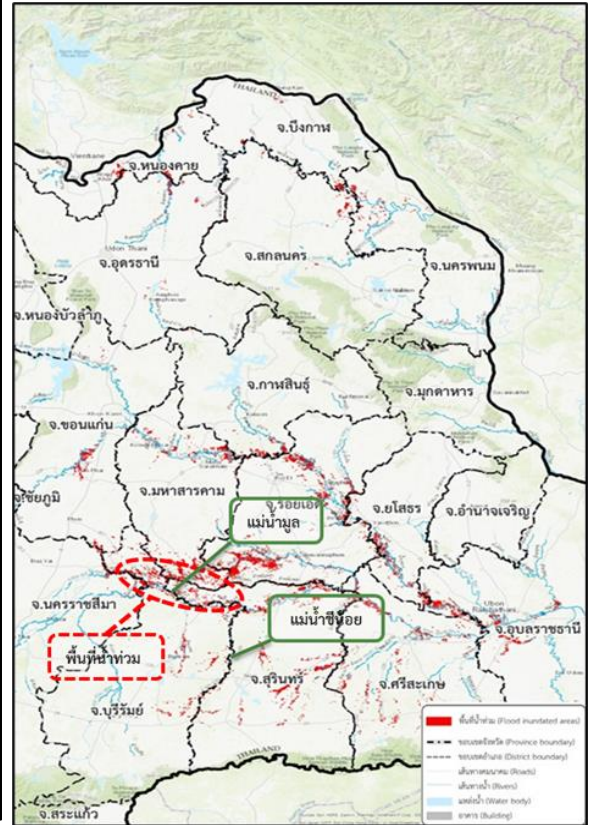 THAILAND
จ.บึงกาฬ
Vientiane
จ.หนองคาย
Udon Thani
จ.อุดรธานี
จ.สกลนคร
จ.นครพนม
จ.หนองบัวลำภู
จ.กาฬสินธุ์
จ.มุกดาหาร
จ.ขอนแก่น
จ.ชัยภูมิ
จ.มหาสารคาม
จ.ร้อยเอ็ด
จ.ยโสธร
จ.อำนาจเจริญ
แม่น้ำมูล
จ.นครราชสีมา
แม่น้ำชีน้อย
Ubon
Ratchathani
จ.อุบลราชธานี
พื้นที่น้ำท่วม
จ.สุรินทร์
จ.ศรีสะเกษ
จ.บุรีรัมย์
THAILAND
จ.สระแก้ว
พื้นที่น้ำท่วม (Flood inundated areas)
ขอบเขตจังหวัด (Province boundary)
ขอบเขตอำเภอ (District boundary)
เส้นทางคมนาคม (Roads)
เส้นทางน้ำ (Rivers)
แหล่งน้ำ (Water body)
อาคาร (Building)